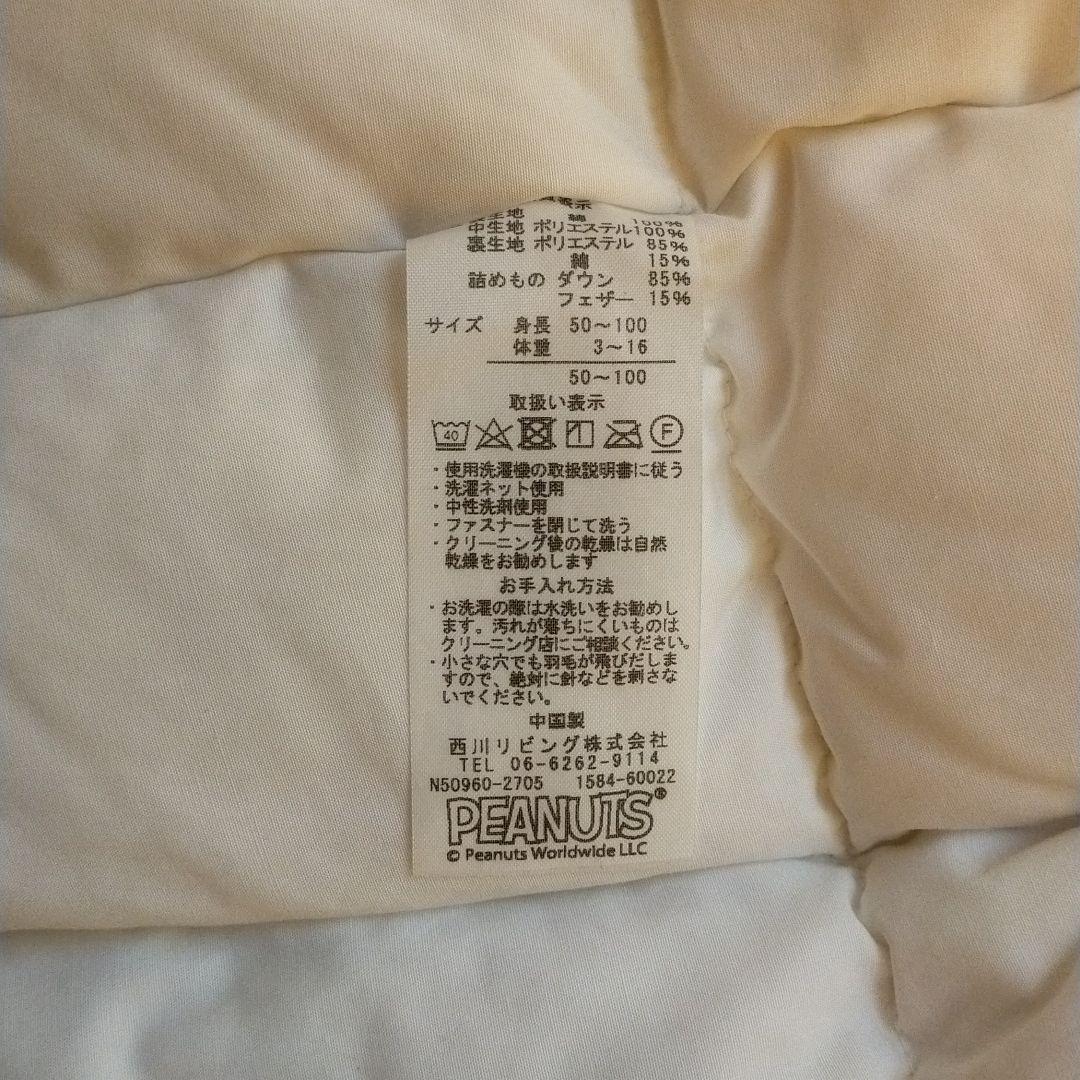 表示
表生地 綿 100%
中生地 ポリエステル100%
裏生地 ポリエステル 85%
綿 15%
詰めもの ダウン 85%
フェザー 15%
サイズ 身長 50～100
体重 3～16
50～100
取扱い表示
40 F
・使用洗濯機の取扱説明書に従う
・洗濯ネット使用
・中性洗剤使用
・ファスナーを閉じて洗う
・クリーニング後の乾燥は自然
乾燥をお勧めします
お手入れ方法
・お洗濯の際は水洗いをお勧めし
ます。汚れが落ちにくいものは
クリーニング店にご相談ください。
・小さな穴でも羽毛が飛びだしま
すので、絶対に針などを刺さな
いでください。
中国製
西川リビング株式会社
TEL 06-6262-9114
N50960-2705 1584-60022
PEANUTS®
© Peanuts Worldwide LLC